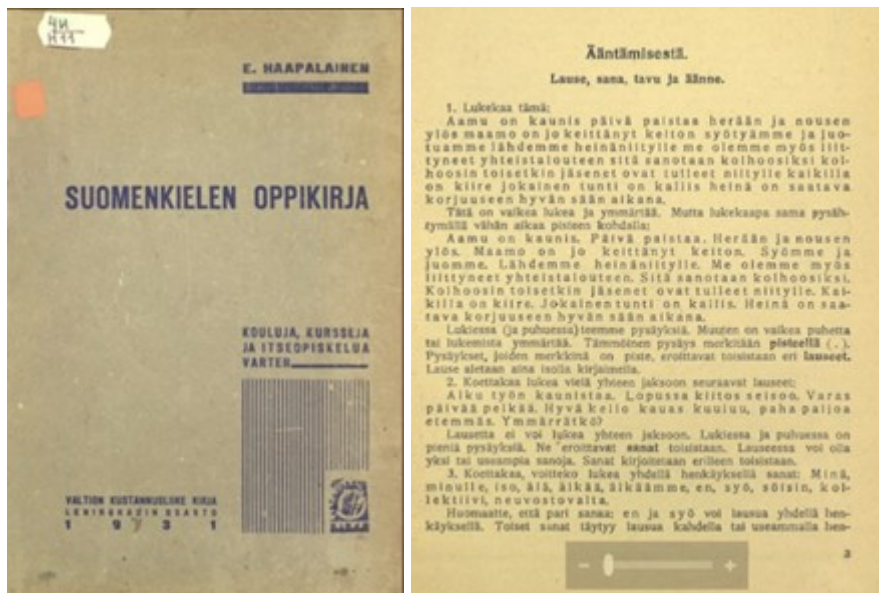 4И
Н11
E. HAAPALAINEN
SUOMENKIELEN OPPIKIRJA
KOULUJA, KURSSEJA
JA ITSEOPISKELUA
VARTEN
VALTION KUSTANNUSLIIKE KIRJA
LENINGRADIN OSASTO
1 9 3 1
Ääntämisestä.
Lause, sana, tavu ja äänne.
1. Lukekaa tämä:
Aamu on kaunis päivä paistaa herään ja nousen
ylös maamo on jo keittänyt keiton syötyämme ja juo-
tuamme lähdemme heinäniitylle me olemme myös liit-
tyneet yhteistalouteen sitä sanotaan kolhoosiksi kol-
hoosin toisetkin jäsenet ovat tulleet niitylle kaikilla
on kiire jokainen tunti on kallis heinä on saatava
korjuuseen hyvän sään aikana.
Tätä on vaikea lukea ja ymmärtää. Mutta lukekaapa sama pysäh-
tymällä vähän aikaa pisteen kohdalla:
Aamu on kaunis. Päivä paistaa. Herään ja nousen
ylös. Maamo on jo keittänyt keiton. Syömme ja
juomme. Lähdemme heinäniitylle. Me olemme myös
liittyneet yhteistalouteen. Sitä sanotaan kolhoosiksi.
Kolhoosin toisetkin jäsenet ovat tulleet niitylle. Kai-
killa on kiire. Jokainen tunti on kallis. Heinä on saa-
tava korjuuseen hyvän sään aikana.
Lukiessa (ja puhuessa) teemme pysäyksiä. Muuten on vaikea puhetta
tai lukemista ymmärtää. Tämmöinen pysäys merkitään pisteellä (.).
Pysäykset, joiden merkkinä on piste, eroittavat toisistaan eri lauseet.
Lause aletaan aina isolla kirjaimella.
2. Koettakaa lukea vielä yhteen jaksoon seuraavat lauseet:
Alku työn kaunistaa. Lopussa kiitos seisoo. Varas
päivää pelkää. Hyvä kello kauas kuuluu, paha paljoa
etemmäs. Ymmärrätkö?
Lausetta ei voi lukea yhteen jaksoon. Lukiessa ja puhuessa on
pieniä pysäyksiä. Ne eroittavat sanat toisistaan. Lauseessa voi olla
yksi tai useampia sanoja. Sanat kirjoitetaan erilleen toisistaan.
3. Koettakaa, voitteko lukea yhdellä henkäyksellä sanat: Minä,
minulle, iso, älä, älkää, älkäämme, en, syö, söisin, kol-
lektiivi, neuvostovalta.
Huomaatte, että pari sanaa: en ja syö voi lausua yhdellä hen-
käyksellä. Toiset sanat täytyy lausua kahdella tai useammalla hen-
3